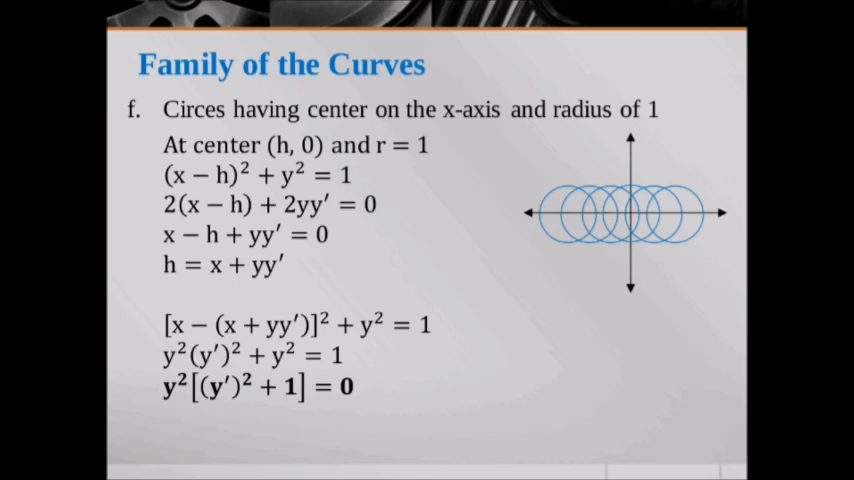 Family of the Curves
f. Circes having center on the x-axis and radius of 1
At center (h, 0) and r = 1
(x − h)² + y² = 1
2(x − h) + 2yy′ = 0
x − h + yy′ = 0
h = x + yy′
[x − (x + yy′)]² + y² = 1
y²(y′)² + y² = 1
y²[(y′)² + 1] = 0